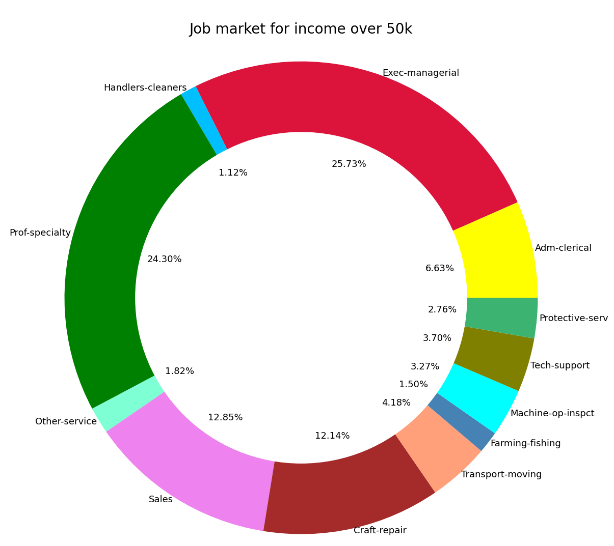 Job market for income over 50k
Exec-managerial
Handlers-cleaners
25.73%
1.12%
Prof-specialty
Adm-clerical
24.30%
6.63%
2.76%
Protective-serv
3.70%
Tech-support
3.27%
1.82%
1.50%
4.18%
Machine-op-inspct
12.85%
Other-service
12.14%
Farming-fishing
Transport-moving
Sales
Craft-repair